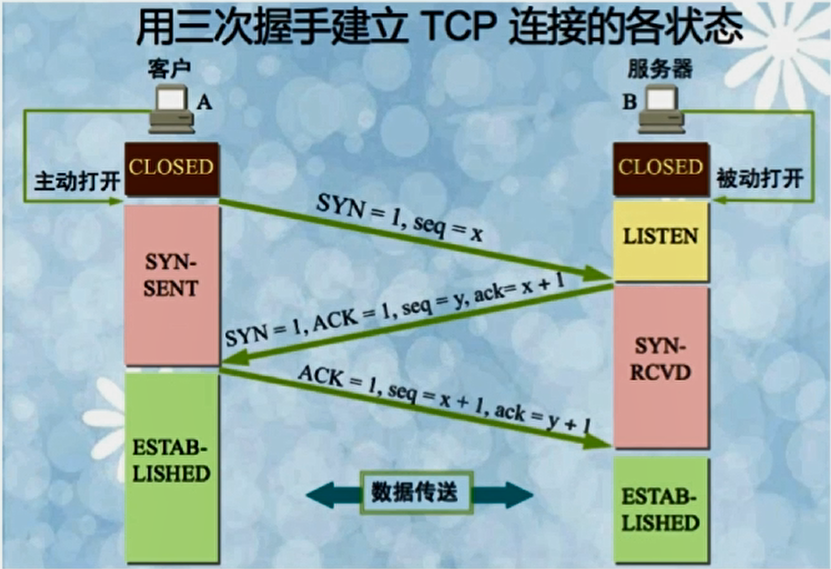 用三次握手建立 TCP 连接的各状态
客户
服务器
A
B
CLOSED
CLOSED
主动打开
被动打开
SYN = 1, seq = x
LISTEN
SYN-
SENT
SYN = 1, ACK = 1, seq = y, ack= x + 1
SYN-
RCVD
ACK = 1, seq = x + 1, ack = y + 1
ESTAB-
LISHED
数据传送
ESTAB-
LISHED